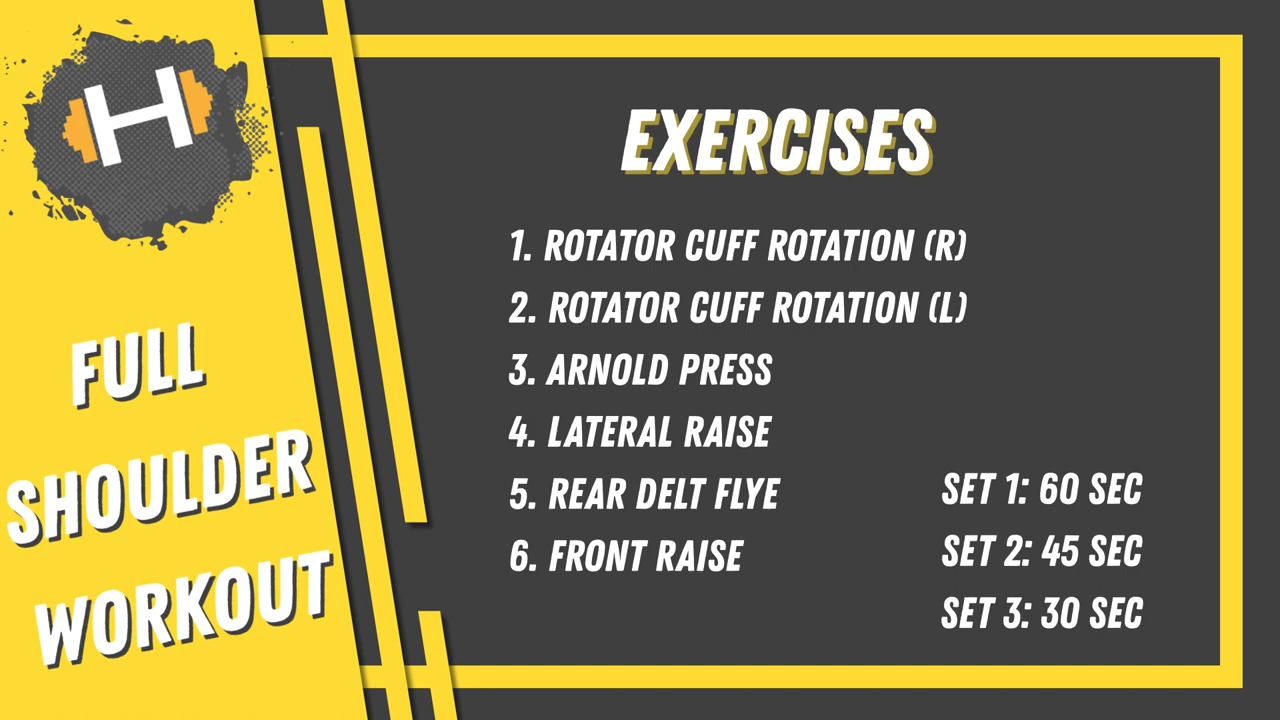 H
FULL
SHOULDER
WORKOUT
EXERCISES
1. ROTATOR CUFF ROTATION (R)
2. ROTATOR CUFF ROTATION (L)
3. ARNOLD PRESS
4. LATERAL RAISE
5. REAR DELT FLYE
6. FRONT RAISE
SET 1: 60 SEC
SET 2: 45 SEC
SET 3: 30 SEC